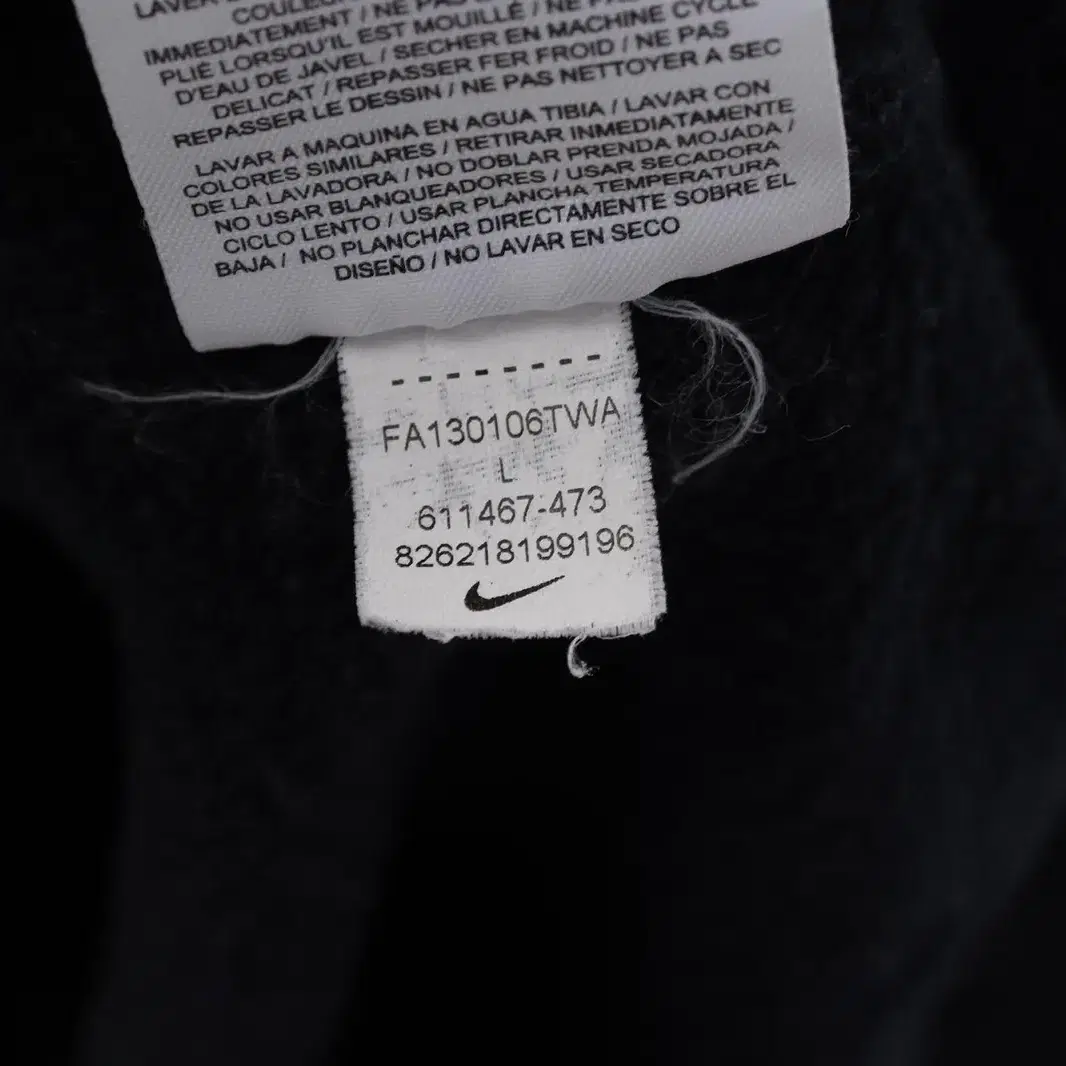 LAVER
COULEUR
IMMEDIATEMENT / NE PAS
PLIÉ LORSQU'IL EST MOUILLÉ / NE PAS
D'EAU DE JAVEL / SECHER EN MACHINE CYCLE
DELICAT / REPASSER FER FROID / NE PAS
REPASSER LE DESSIN / NE PAS NETTOYER A SEC
LAVAR A MAQUINA EN AGUA TIBIA / LAVAR CON
COLORES SIMILARES / RETIRAR INMEDIATAMENTE
DE LA LAVADORA / NO DOBLAR PRENDA MOJADA /
NO USAR BLANQUEADORES / USAR SECADORA
CICLO LENTO / USAR PLANCHA TEMPERATURA
BAJA / NO PLANCHAR DIRECTAMENTE SOBRE EL
DISEÑO / NO LAVAR EN SECO
--------
FA130106TWA
L
611467-473
826218199196